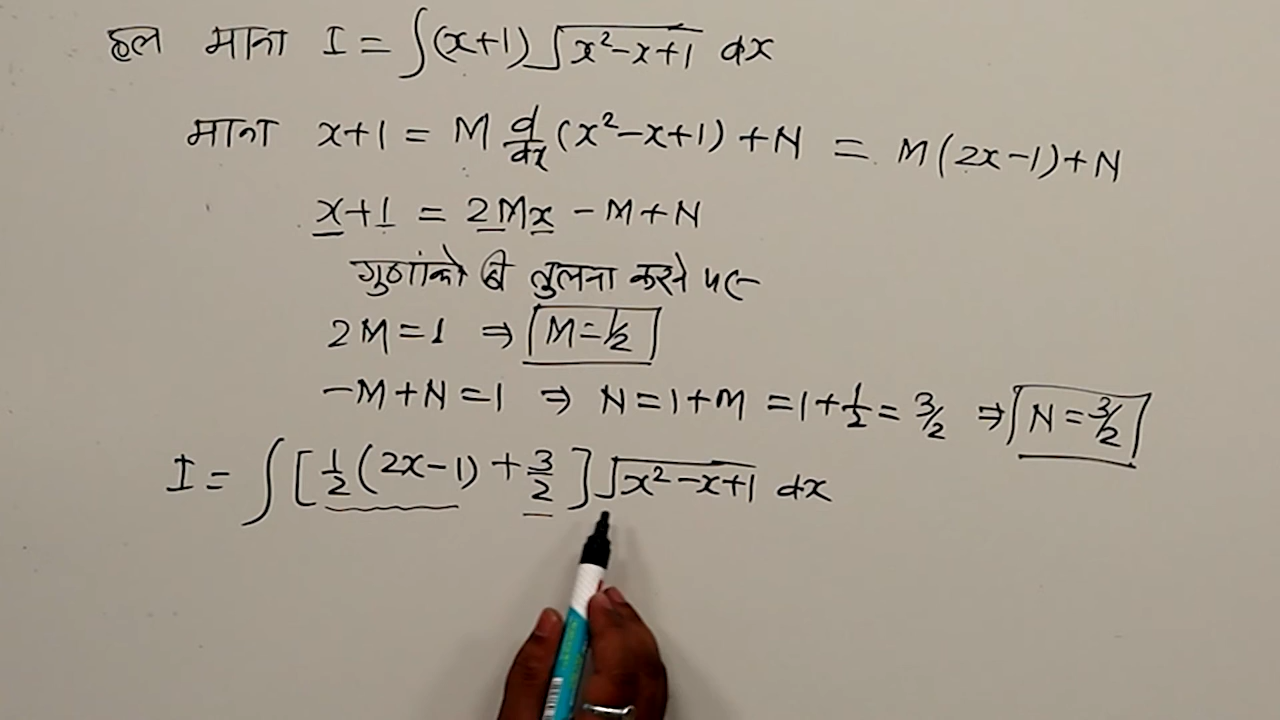 हल माना I = ∫(x+1)√(x²-x+1) dx
माना x+1 = M d/dx (x²-x+1) + N = M(2x-1)+N
x+1 = 2Mx - M + N
गुणांको की तुलना करने पर
2M = 1 ⇒ M = 1/2
-M+N = 1 ⇒ N = 1+M = 1+1/2 = 3/2 ⇒ N = 3/2
I = ∫[1/2(2x-1) + 3/2]√(x²-x+1) dx